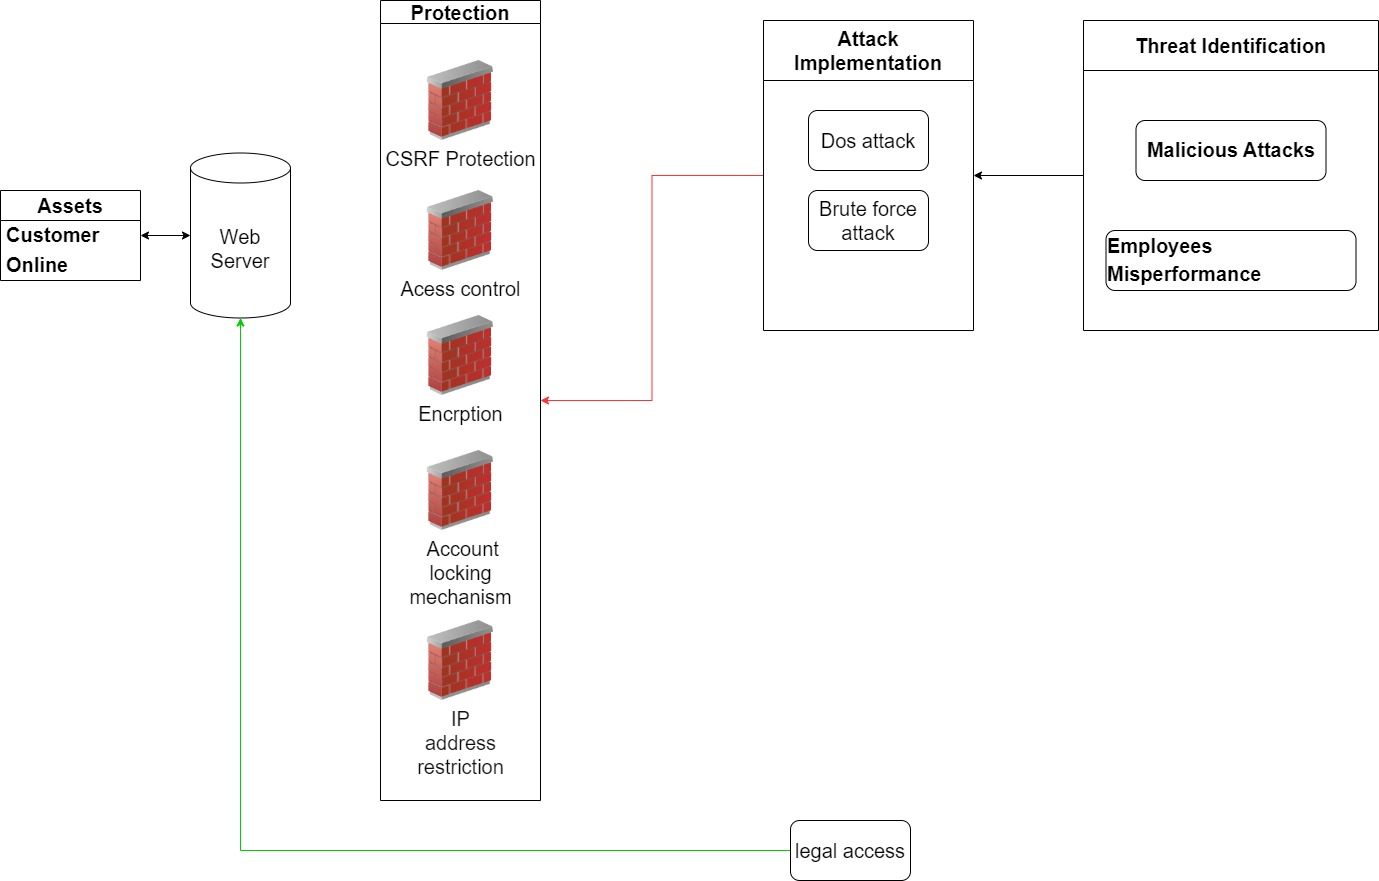 Protection
CSRF Protection
Acess control
Encrption
Account
locking
mechanism
IP
address
restriction
Attack
Implementation
Dos attack
Brute force
attack
Threat Identification
Malicious Attacks
Employees
Misperformance
Assets
Customer
Online
Web
Server
legal access